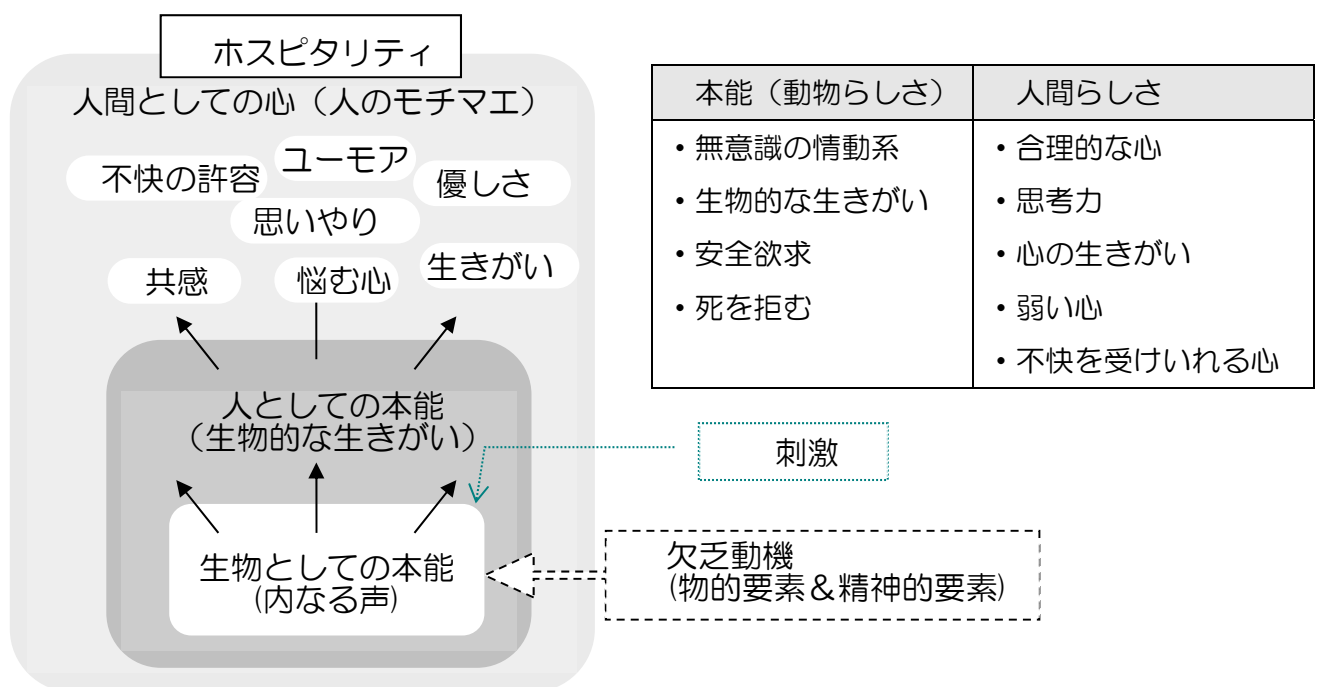 ホスピタリティ
人間としての心（人のモチマエ）
ユーモア
不快の許容
優しさ
思いやり
生きがい
共感
悩む心
人としての本能
（生物的な生きがい）
生物としての本能
(内なる声)
本能（動物らしさ）
人間らしさ
・無意識の情動系
・合理的な心
・生物的な生きがい
・思考力
・安全欲求
・心の生きがい
・死を拒む
・弱い心
・不快を受けいれる心
刺激
欠乏動機
(物的要素＆精神的要素)